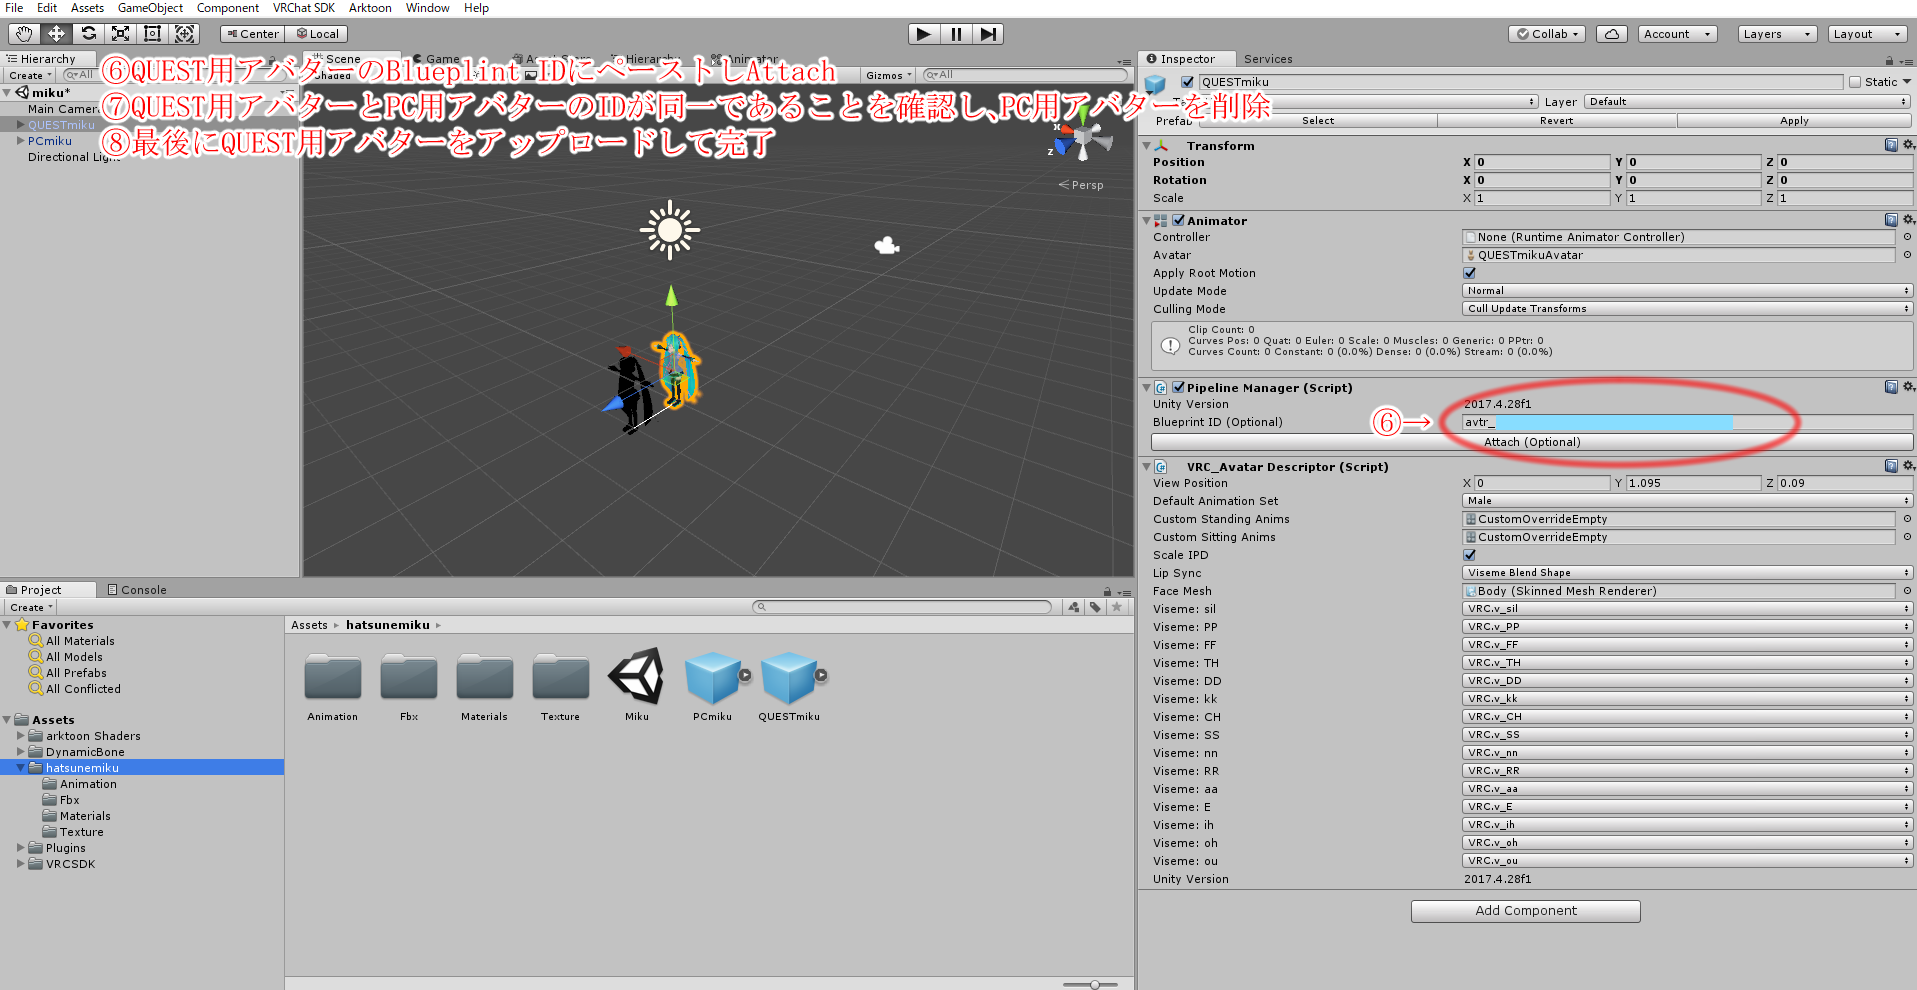 File Edit Assets GameObject Component VRChat SDK Arktoon Window Help
Center Local
Collab Account Layers Layout
Hierarchy
Create All
miku*
Main Camera
QUESTmiku
PCmiku
Directional Light
⑥QUEST用アバターのBlueplint IDにペーストしAttach
⑦QUEST用アバターとPC用アバターのIDが同一であることを確認し、PC用アバターを削除
⑧最後にQUEST用アバターをアップロードして完了
Scene Game Hierarchy Animator
Shaded Gizmos All
x
z
Persp
Inspector Services
QUESTmiku Static
Layer Default
Prefab Select Revert Apply
Transform
Position X 0 Y 0 Z 0
Rotation X 0 Y 0 Z 0
Scale X 1 Y 1 Z 1
Animator
Controller None (Runtime Animator Controller)
Avatar QUESTmikuAvatar
Apply Root Motion
Update Mode Normal
Culling Mode Cull Update Transforms
Clip Count: 0
Curves Pos: 0 Quat: 0 Euler: 0 Scale: 0 Muscles: 0 Generic: 0 PPtr: 0
Curves Count: 0 Constant: 0 (0.0%) Dense: 0 (0.0%) Stream: 0 (0.0%)
Pipeline Manager (Script)
Unity Version 2017.4.28f1
⑥→
Blueprint ID (Optional) avtr_
Attach (Optional)
VRC_Avatar Descriptor (Script)
View Position X 0 Y 1.095 Z 0.09
Default Animation Set Male
Custom Standing Anims CustomOverrideEmpty
Custom Sitting Anims CustomOverrideEmpty
Scale IPD
Lip Sync Viseme Blend Shape
Face Mesh Body (Skinned Mesh Renderer)
Viseme: sil VRC.v_sil
Viseme: PP VRC.v_PP
Viseme: FF VRC.v_FF
Viseme: TH VRC.v_TH
Viseme: DD VRC.v_DD
Viseme: kk VRC.v_kk
Viseme: CH VRC.v_CH
Viseme: SS VRC.v_SS
Viseme: nn VRC.v_nn
Viseme: RR VRC.v_RR
Viseme: aa VRC.v_aa
Viseme: E VRC.v_E
Viseme: ih VRC.v_ih
Viseme: oh VRC.v_oh
Viseme: ou VRC.v_ou
Unity Version 2017.4.28f1
Add Component
Project Console
Create
Favorites
All Materials
All Models
All Prefabs
All Conflicted
Assets
arktoon Shaders
DynamicBone
hatsunemiku
Animation
Fbx
Materials
Texture
Plugins
VRCSDK
Assets hatsunemiku
Animation Fbx Materials Texture Miku PCmiku QUESTmiku